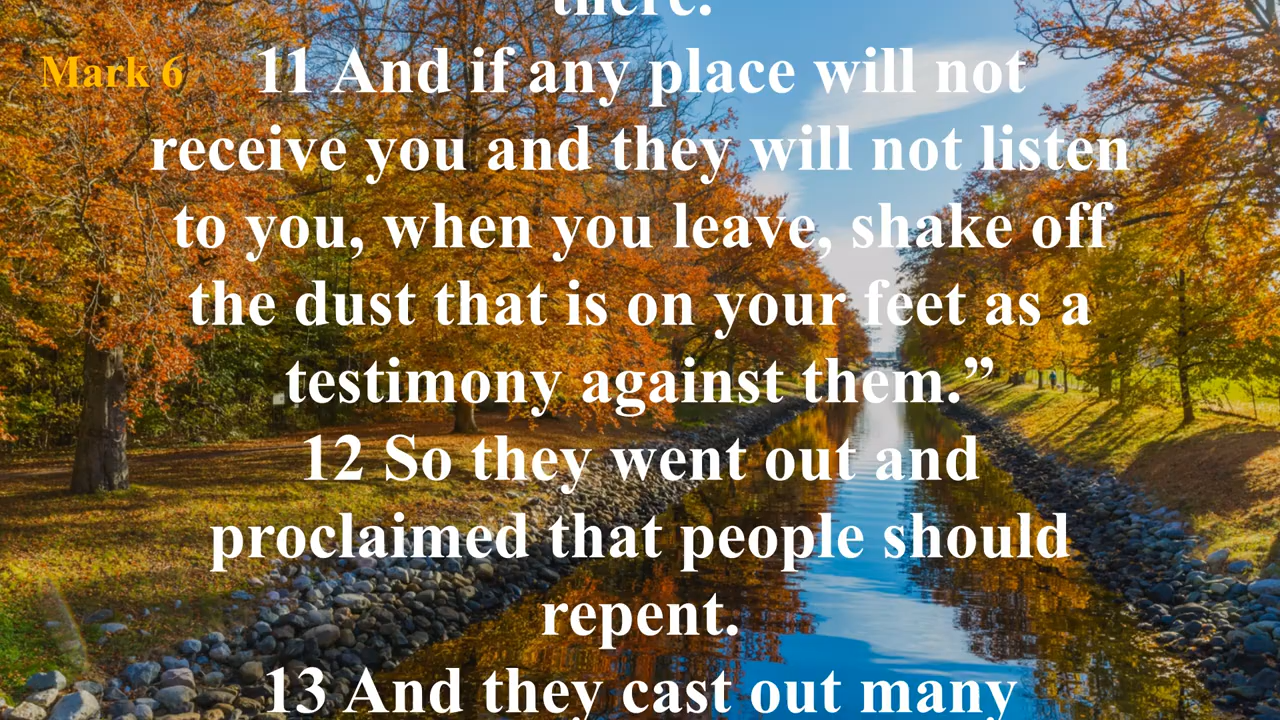 there.
Mark 6
11 And if any place will not
receive you and they will not listen
to you, when you leave, shake off
the dust that is on your feet as a
testimony against them.”
12 So they went out and
proclaimed that people should
repent.
13 And they cast out many